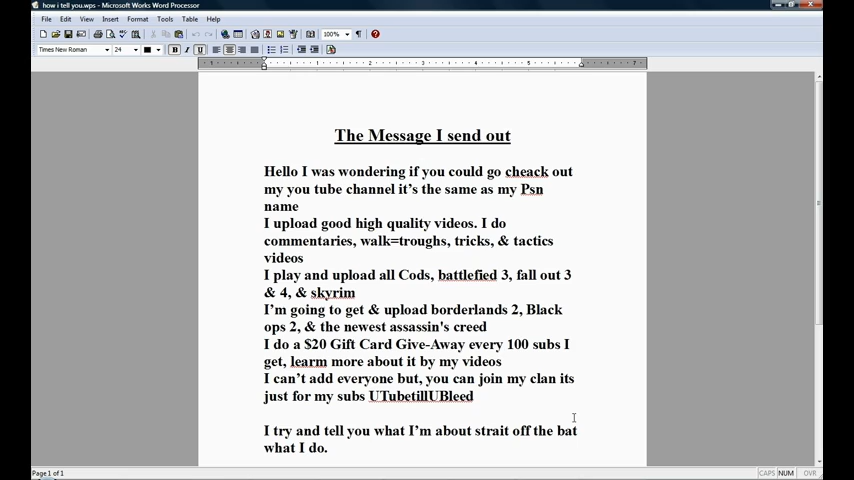 how i tell you.wps - Microsoft Works Word Processor
File Edit View Insert Format Tools Table Help
100%
Times New Roman 24 B I U
1 1 2 3 4 5 7
The Message I send out
Hello I was wondering if you could go cheack out
my you tube channel it's the same as my Psn
name
I upload good high quality videos. I do
commentaries, walk=troughs, tricks, & tactics
videos
I play and upload all Cods, battlefied 3, fall out 3
& 4, & skyrim
I'm going to get & upload borderlands 2, Black
ops 2, & the newest assassin's creed
I do a $20 Gift Card Give-Away every 100 subs I
get, learm more about it by my videos
I can't add everyone but, you can join my clan its
just for my subs UTubetillUBleed
I try and tell you what I'm about strait off the bat
what I do.
Page 1 of 1 CAPS NUM OVR